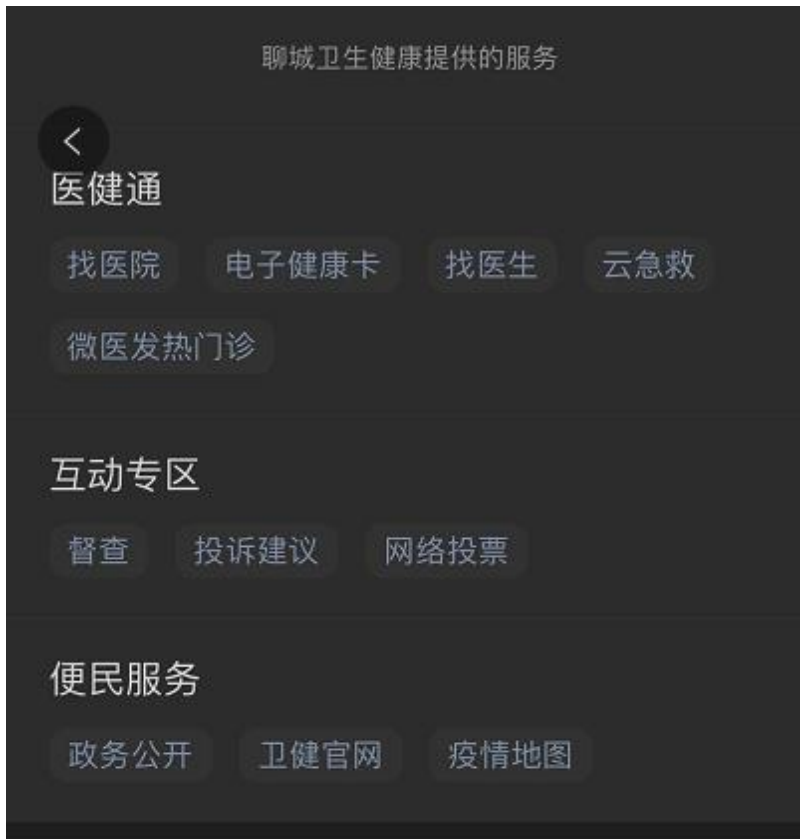 聊城卫生健康提供的服务
医健通
找医院 电子健康卡 找医生 云急救
微医发热门诊
互动专区
督查 投诉建议 网络投票
便民服务
政务公开 卫健官网 疫情地图